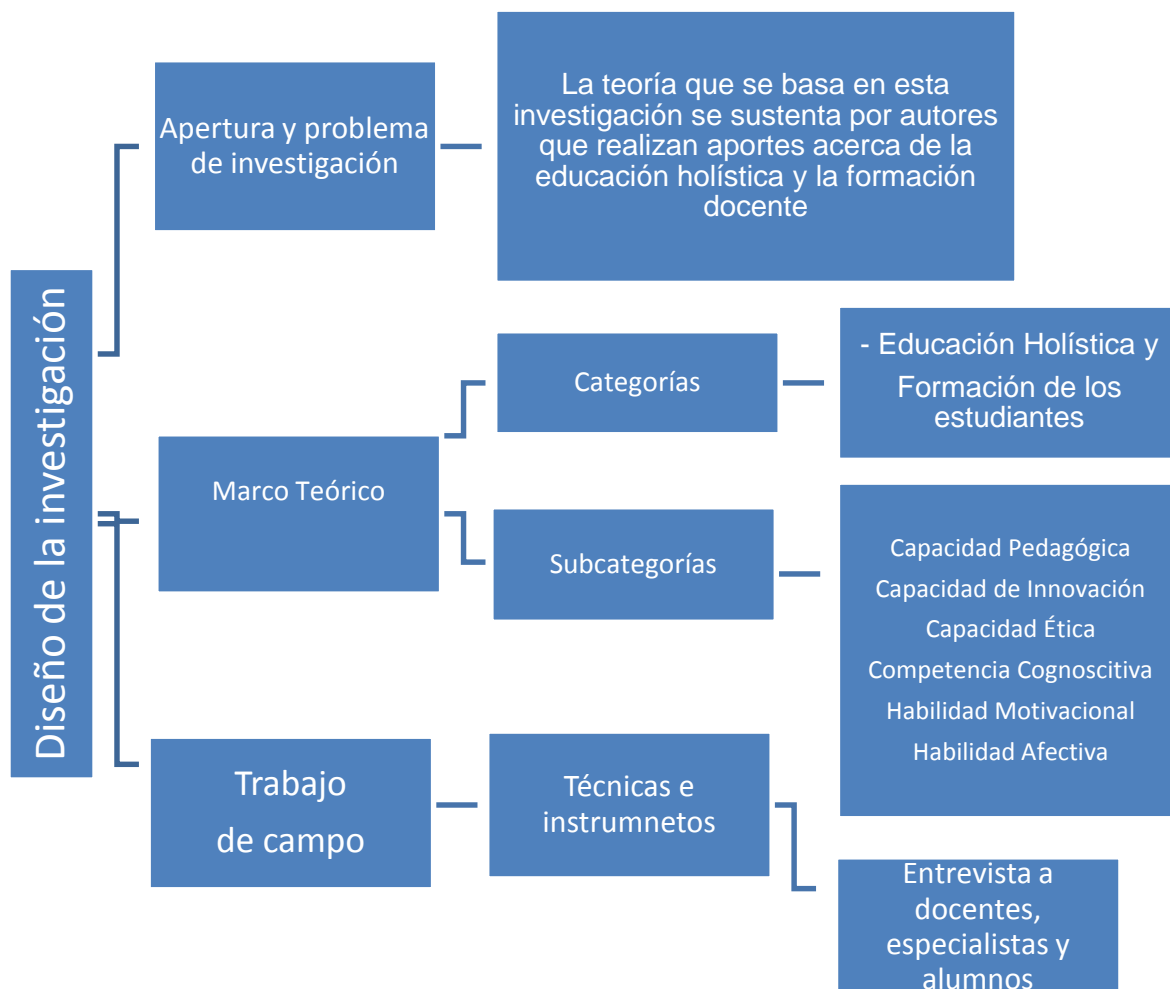 Diseño de la investigación
Apertura y problema
de investigación
La teoría que se basa en esta
investigación se sustenta por autores
que realizan aportes acerca de la
educación holística y la formación
docente
Marco Teórico
Categorías
- Educación Holística y
Formación de los
estudiantes
Subcategorías
Capacidad Pedagógica
Capacidad de Innovación
Capacidad Ética
Competencia Cognoscitiva
Habilidad Motivacional
Habilidad Afectiva
Trabajo
de campo
Técnicas e
instrumnetos
Entrevista a
docentes,
especialistas y
alumnos